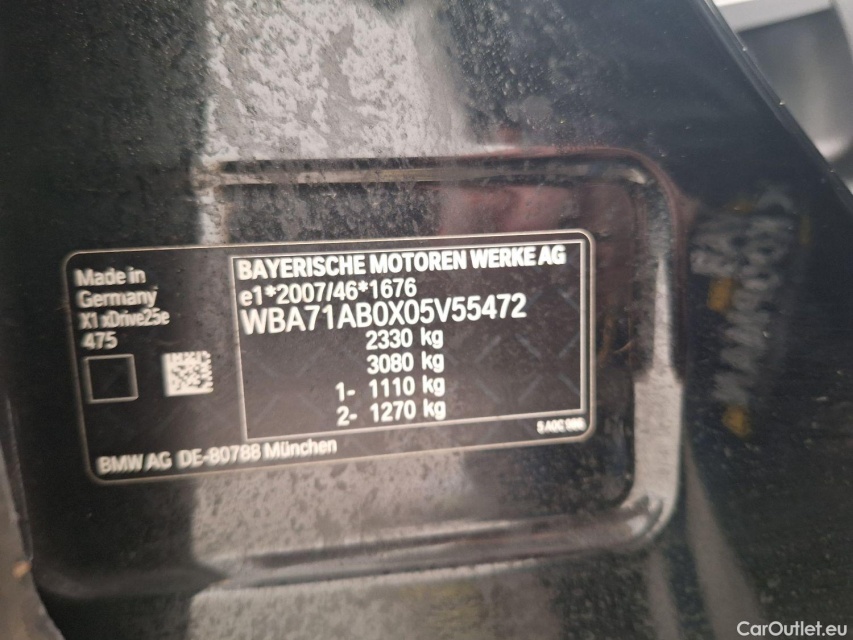 Made in
Germany
X1 xDrive25e
475
BAYERISCHE MOTOREN WERKE AG
e1*2007/46*1676
WBA71AB0X05V55472
2330 kg
3080 kg
1- 1110 kg
2- 1270 kg
BMW AG DE-80788 München
CarOutlet.eu